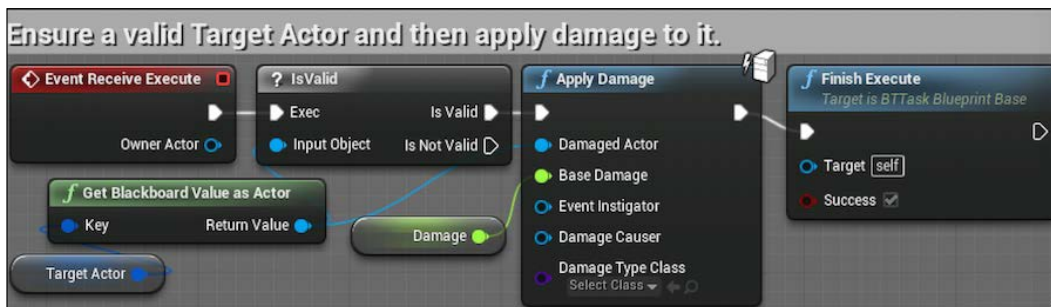 Ensure a valid Target Actor and then apply damage to it.
Event Receive Execute
Owner Actor
? IsValid
Exec
Is Valid
Input Object
Is Not Valid
f Apply Damage
Damaged Actor
Base Damage
Event Instigator
Damage Causer
Damage Type Class
Select Class
f Finish Execute
Target is BTTask Blueprint Base
Target self
Success
f Get Blackboard Value as Actor
Key
Return Value
Damage
Target Actor